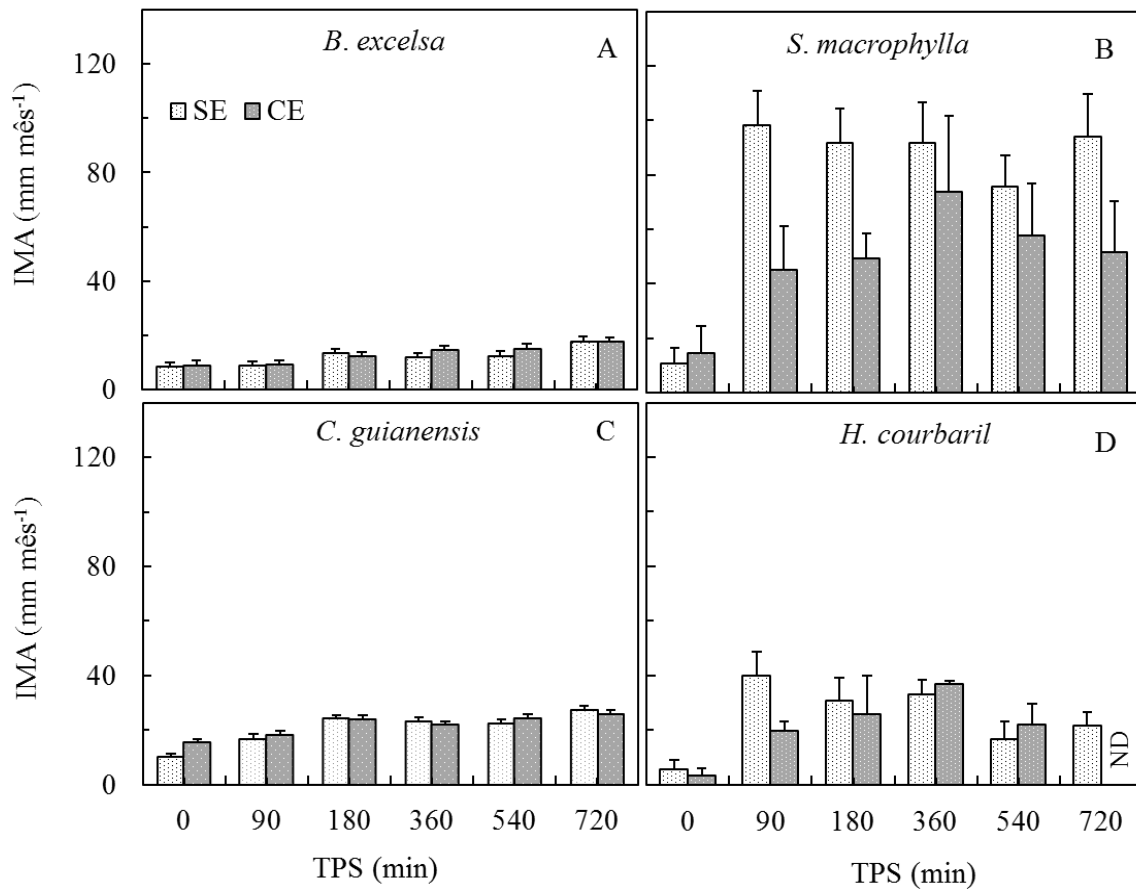 B. excelsa
A
S. macrophylla
B
SE CE
IMA (mm mês⁻¹)
120
80
40
0
C. guianensis
C
H. courbaril
D
IMA (mm mês⁻¹)
120
80
40
0
ND
0 90 180 360 540 720
0 90 180 360 540 720
TPS (min)
TPS (min)